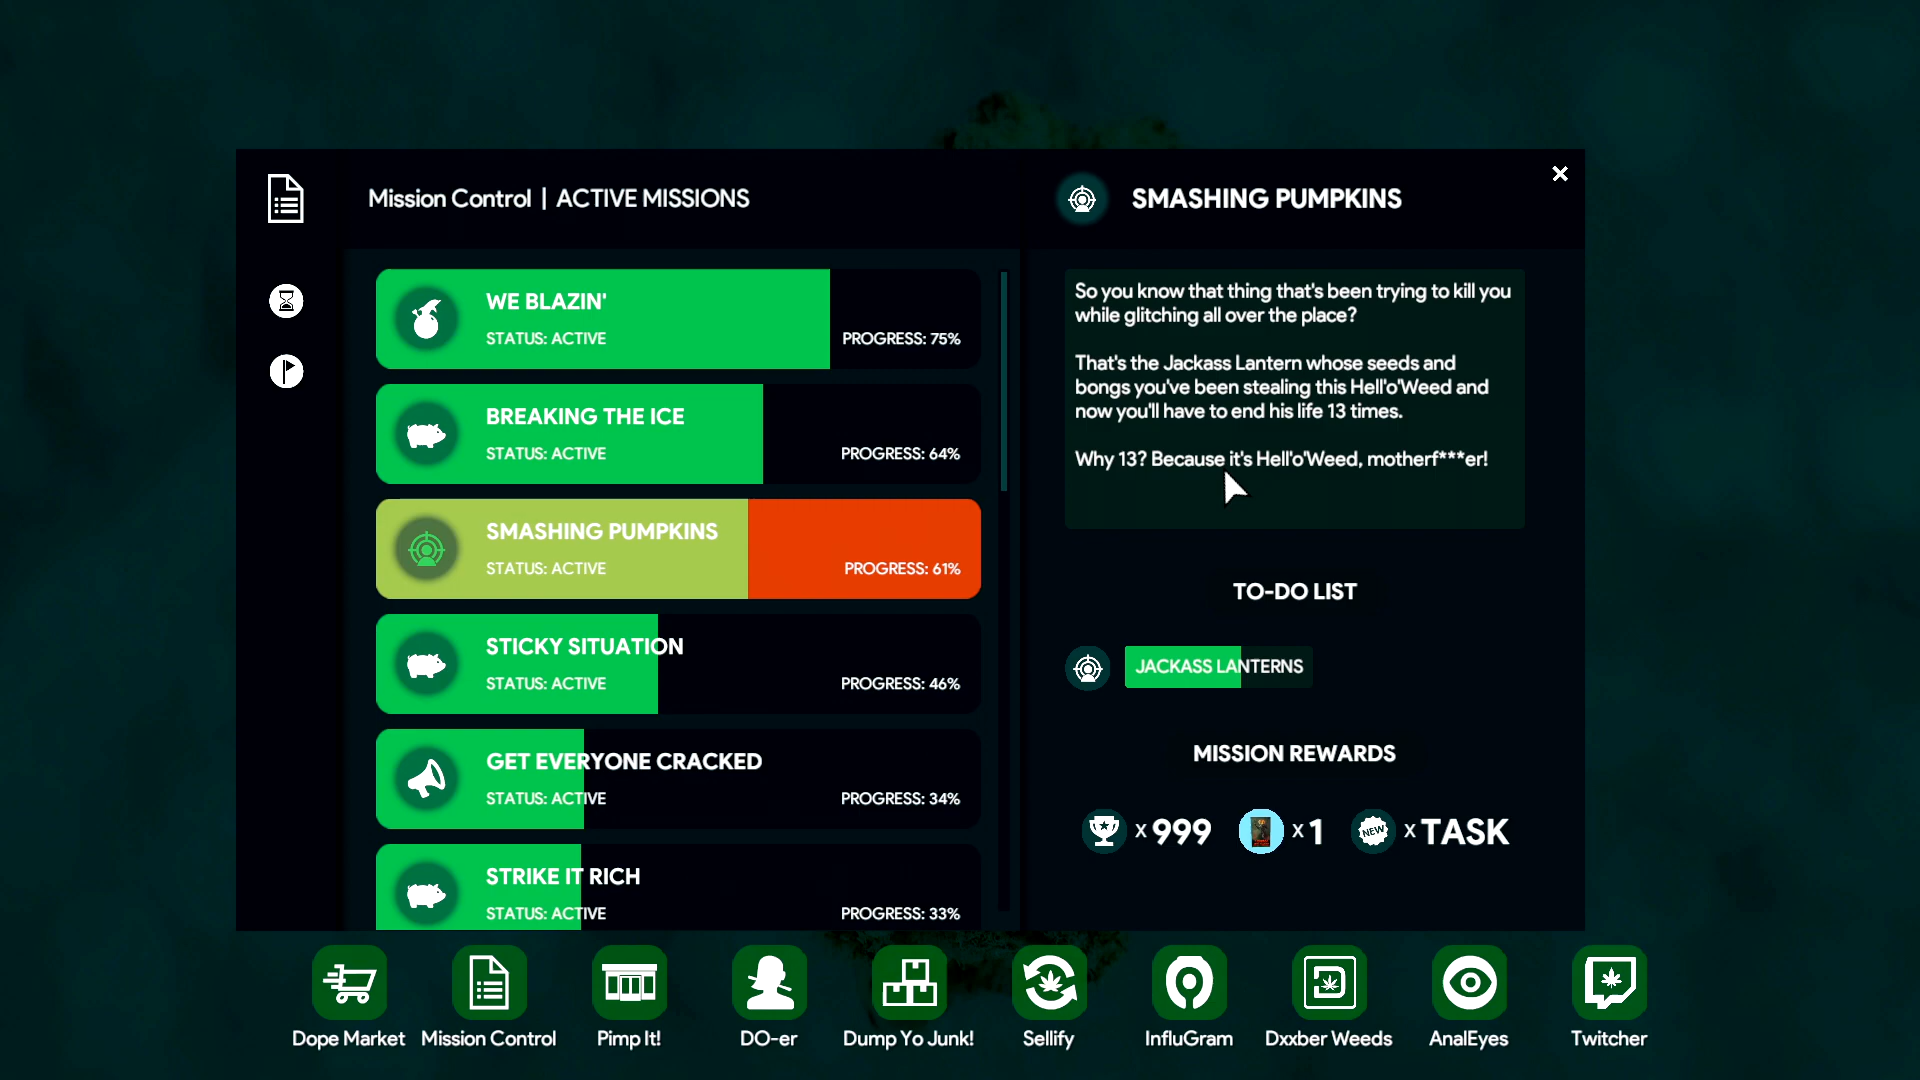 Mission Control | ACTIVE MISSIONS
WE BLAZIN'
STATUS: ACTIVE
PROGRESS: 75%
BREAKING THE ICE
STATUS: ACTIVE
PROGRESS: 64%
SMASHING PUMPKINS
STATUS: ACTIVE
PROGRESS: 61%
STICKY SITUATION
STATUS: ACTIVE
PROGRESS: 46%
GET EVERYONE CRACKED
STATUS: ACTIVE
PROGRESS: 34%
STRIKE IT RICH
STATUS: ACTIVE
PROGRESS: 33%
SMASHING PUMPKINS
So you know that thing that's been trying to kill you
while glitching all over the place?
That's the Jackass Lantern whose seeds and
bongs you've been stealing this Hell'o'Weed and
now you'll have to end his life 13 times.
Why 13? Because it's Hell'o'Weed, motherf***er!
TO-DO LIST
JACKASS LANTERNS
MISSION REWARDS
x 999
x 1
NEW
x TASK
Dope Market
Mission Control
Pimp It!
DO-er
Dump Yo Junk!
Sellify
InfluGram
Dxxber Weeds
AnalEyes
Twitcher